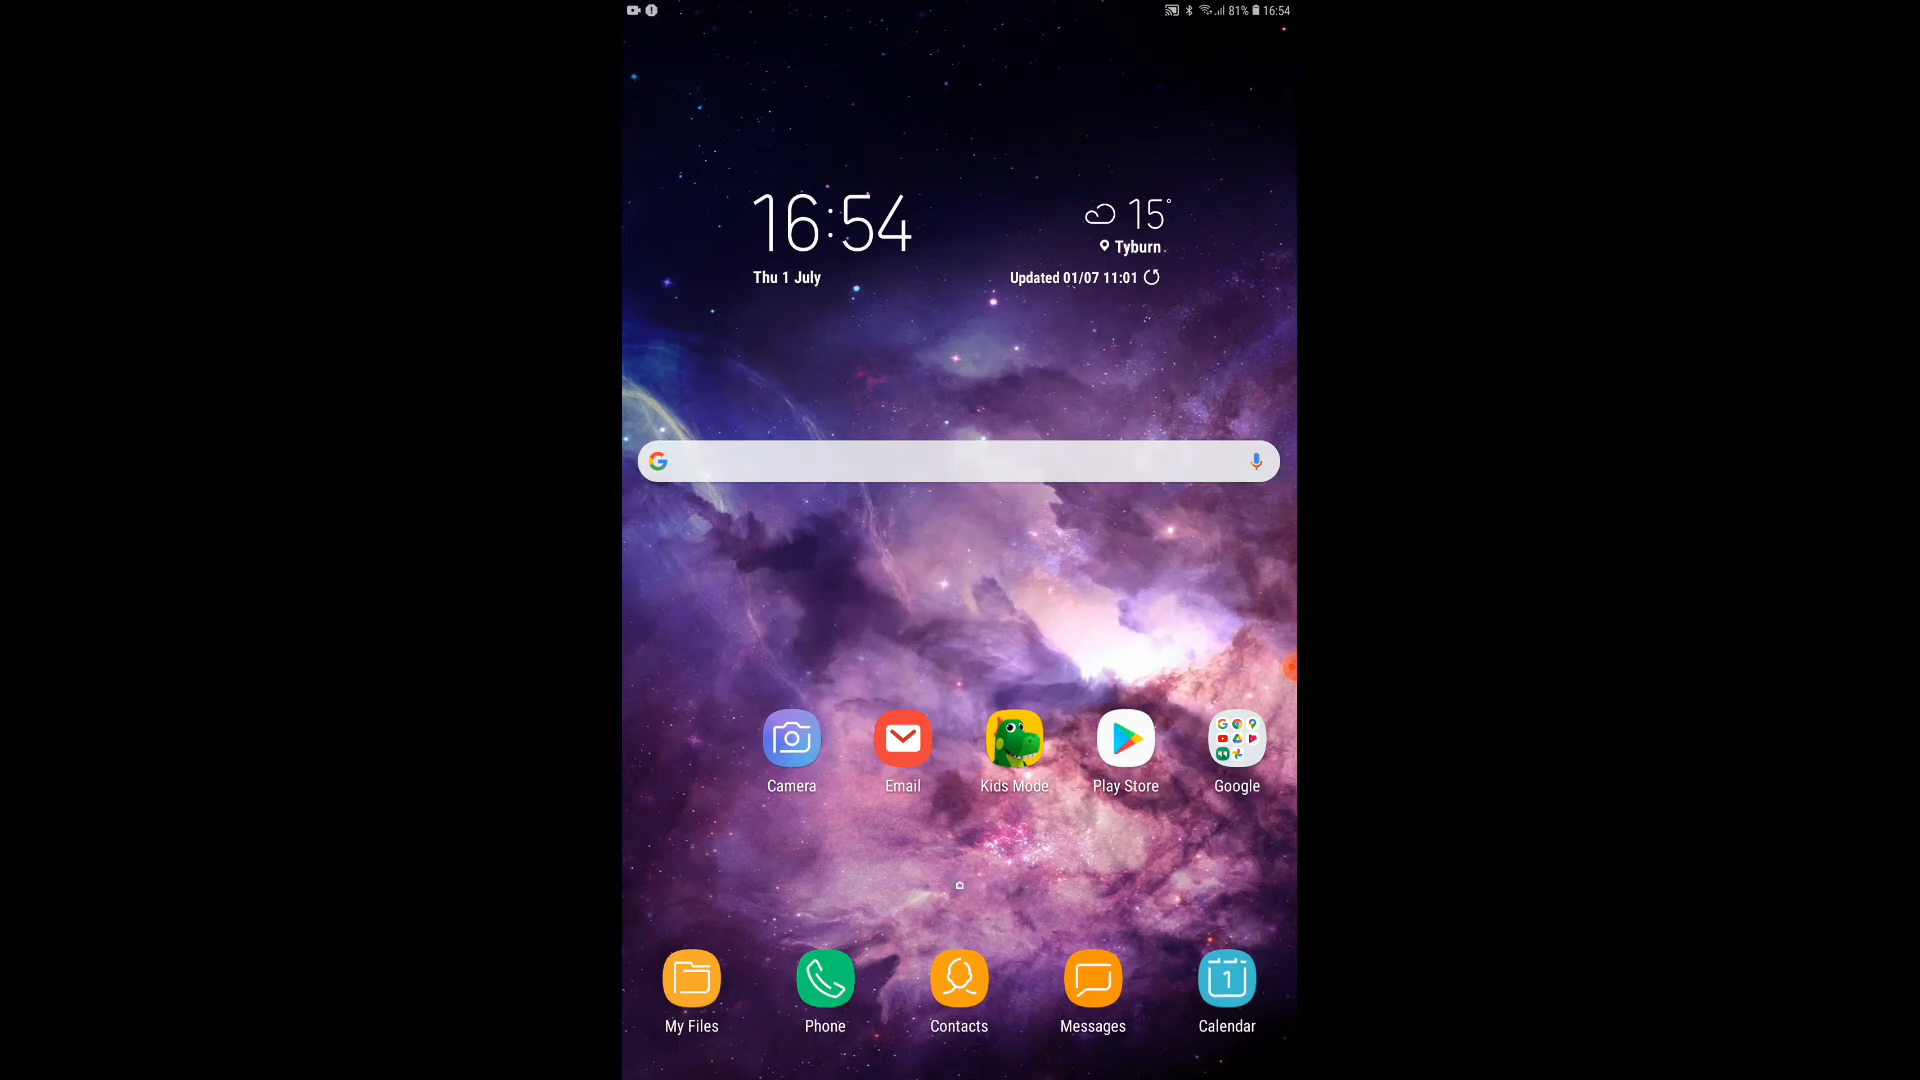 81% 16:54
16:54
15°
Tyburn
Thu 1 July
Updated 01/07 11:01
G
Camera
Email
Kids Mode
Play Store
Google
1
My Files
Phone
Contacts
Messages
Calendar